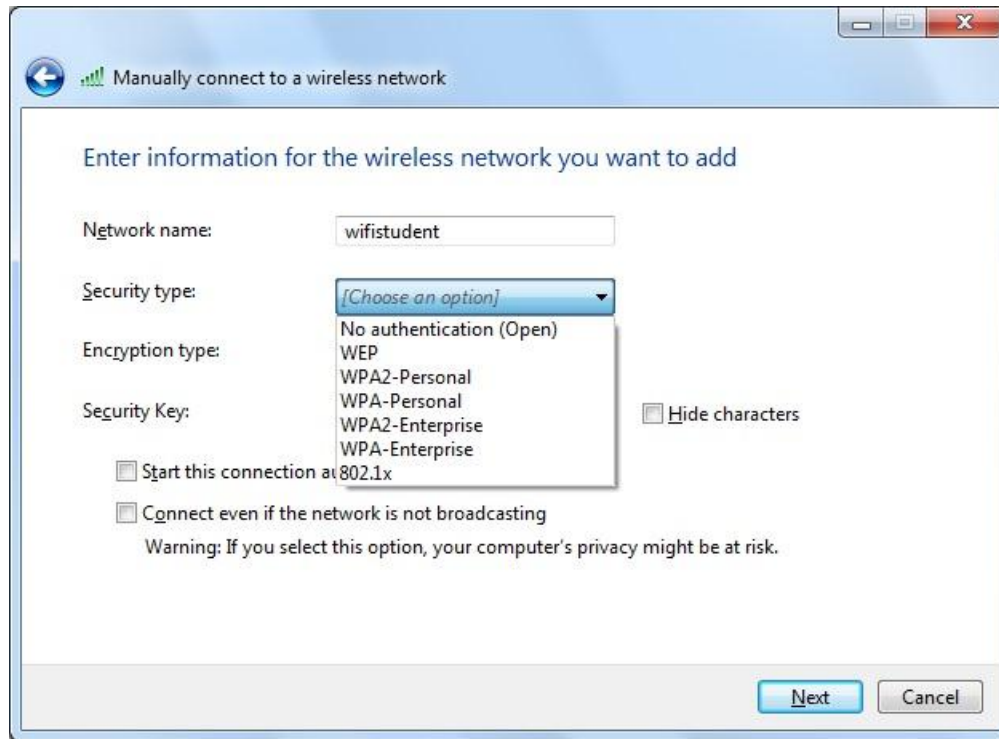 Manually connect to a wireless network
Enter information for the wireless network you want to add
Network name:
wifistudent
Security type:
[Choose an option]
No authentication (Open)
WEP
WPA2-Personal
WPA-Personal
WPA2-Enterprise
WPA-Enterprise
802.1x
Encryption type:
Security Key:
Hide characters
Start this connection
Connect even if the network is not broadcasting
Warning: If you select this option, your computer's privacy might be at risk.
Next
Cancel